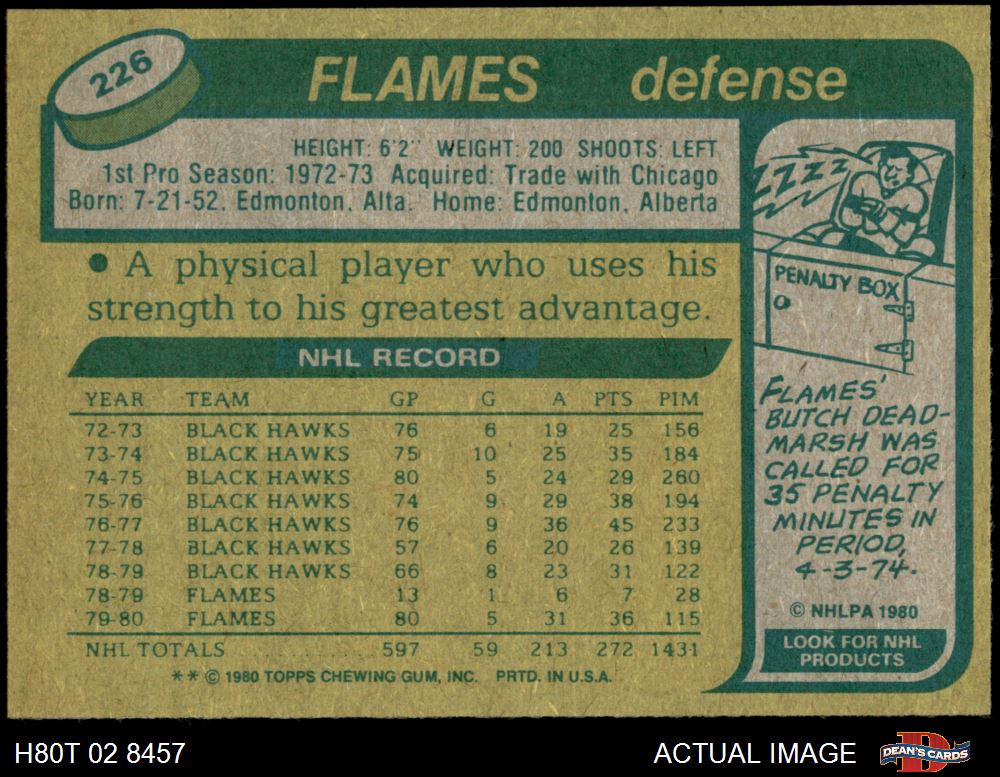 226
FLAMES defense
HEIGHT: 6'2" WEIGHT: 200 SHOOTS: LEFT
1st Pro Season: 1972-73 Acquired: Trade with Chicago
Born: 7-21-52, Edmonton, Alta. Home: Edmonton, Alberta
● A physical player who uses his
strength to his greatest advantage.
NHL RECORD
YEAR TEAM GP G A PTS PIM
72-73 BLACK HAWKS 76 6 19 25 156
73-74 BLACK HAWKS 75 10 25 35 184
74-75 BLACK HAWKS 80 5 24 29 260
75-76 BLACK HAWKS 74 9 29 38 194
76-77 BLACK HAWKS 76 9 36 45 233
77-78 BLACK HAWKS 57 6 20 26 139
78-79 BLACK HAWKS 66 8 23 31 122
78-79 FLAMES 13 1 6 7 28
79-80 FLAMES 80 5 31 36 115
NHL TOTALS ............ 597 59 213 272 1431
** © 1980 TOPPS CHEWING GUM, INC. PRTD. IN U.S.A.
ZZZZ
PENALTY BOX
FLAMES'
BUTCH DEAD-
MARSH WAS
CALLED FOR
35 PENALTY
MINUTES IN
PERIOD,
4-3-74.
© NHLPA 1980
LOOK FOR NHL
PRODUCTS
H80T 02 8457
ACTUAL IMAGE
D
DEAN'S CARDS